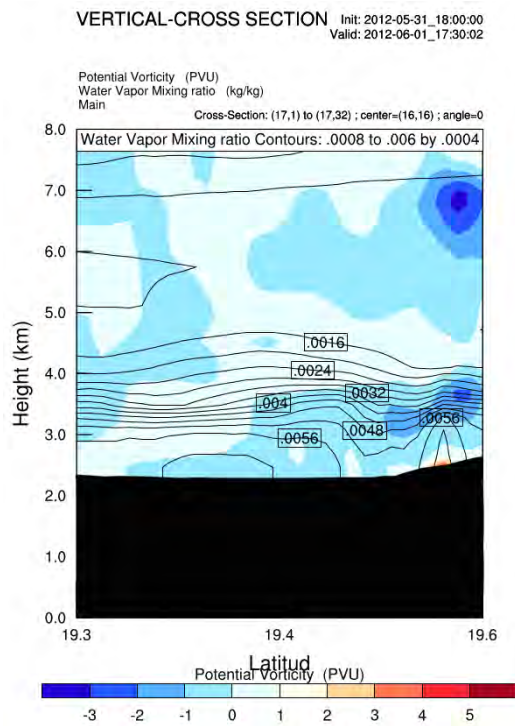 VERTICAL-CROSS SECTION Init: 2012-05-31_18:00:00
Valid: 2012-06-01_17:30:02
Potential Vorticity (PVU)
Water Vapor Mixing ratio (kg/kg)
Main
Cross-Section: (17,1) to (17,32) ; center=(16,16) ; angle=0
Water Vapor Mixing ratio Contours: .0008 to .006 by .0004
8.0
7.0
6.0
5.0
4.0
3.0
2.0
1.0
0.0
Height (km)
.0016
.0024
.0032
.004
.0056
.0048
.0056
19.3 19.4 19.6
Latitud
Potential Vorticity (PVU)
-3 -2 -1 0 1 2 3 4 5